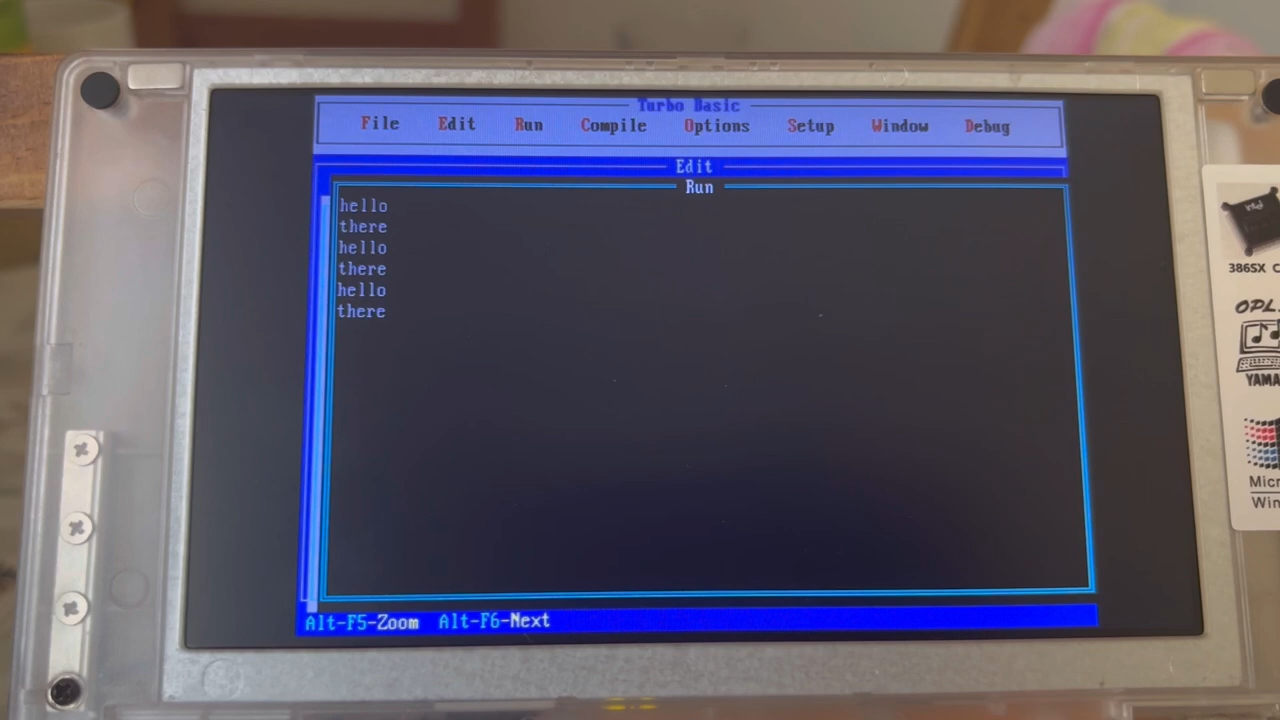 Turbo Basic
File Edit Run Compile Options Setup Window Debug
Edit
Run
hello
there
hello
there
hello
there
Alt-F5-Zoom Alt-F6-Next
intel
386SX
OPL
YAMA
Micr
Win